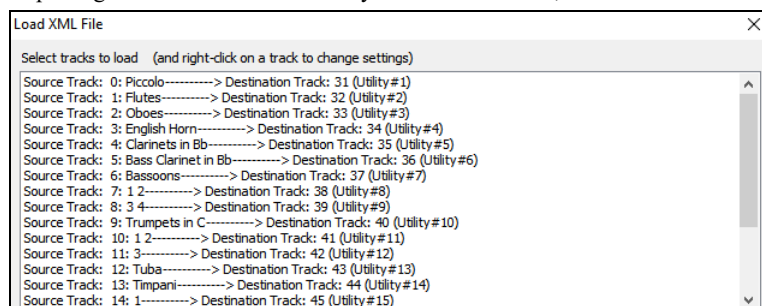 Load XML File
Select tracks to load (and right-click on a track to change settings)
Source Track: 0: Piccolo----------> Destination Track: 31 (Utility#1)
Source Track: 1: Flutes----------> Destination Track: 32 (Utility#2)
Source Track: 2: Oboes----------> Destination Track: 33 (Utility#3)
Source Track: 3: English Horn----------> Destination Track: 34 (Utility#4)
Source Track: 4: Clarinets in Bb----------> Destination Track: 35 (Utility#5)
Source Track: 5: Bass Clarinet in Bb----------> Destination Track: 36 (Utility#6)
Source Track: 6: Bassoons----------> Destination Track: 37 (Utility#7)
Source Track: 7: 1 2----------> Destination Track: 38 (Utility#8)
Source Track: 8: 3 4----------> Destination Track: 39 (Utility#9)
Source Track: 9: Trumpets in C----------> Destination Track: 40 (Utility#10)
Source Track: 10: 1 2----------> Destination Track: 41 (Utility#11)
Source Track: 11: 3----------> Destination Track: 42 (Utility#12)
Source Track: 12: Tuba----------> Destination Track: 43 (Utility#13)
Source Track: 13: Timpani----------> Destination Track: 44 (Utility#14)
Source Track: 14: 1----------> Destination Track: 45 (Utility#15)